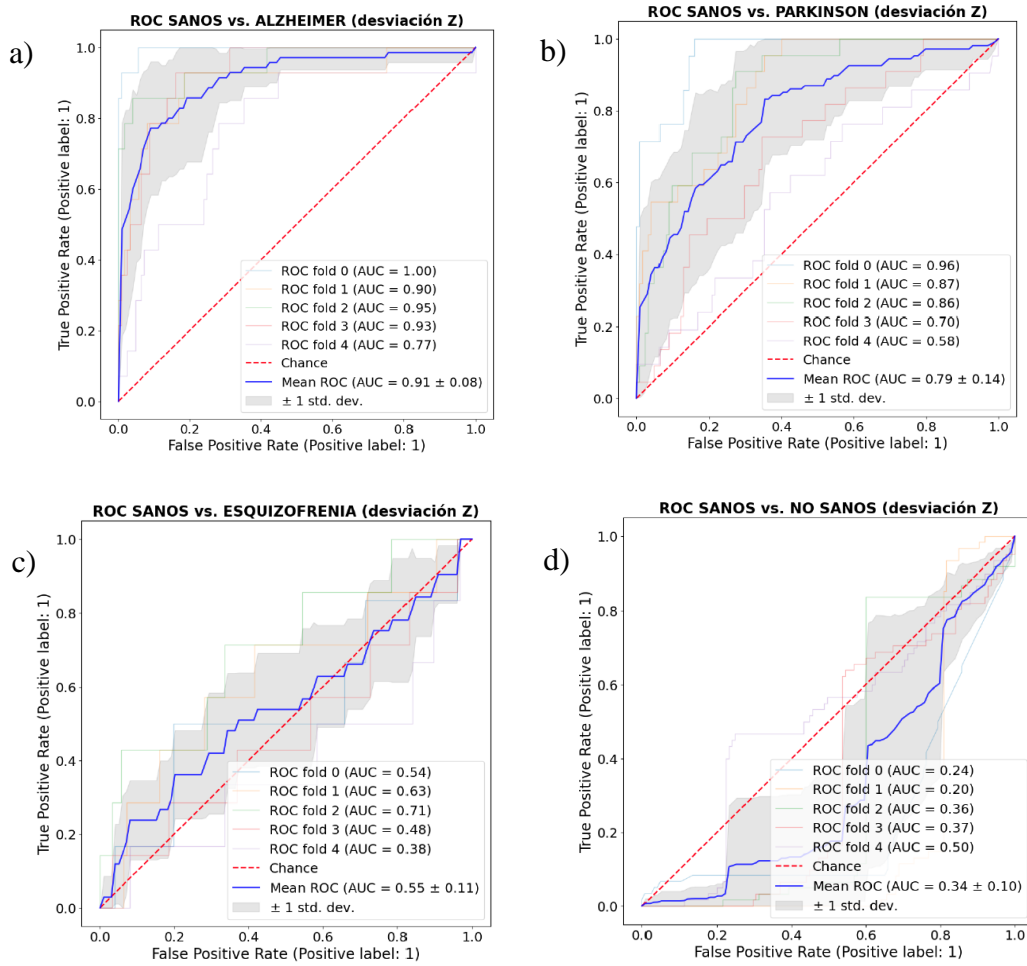 a)
ROC SANOS vs. ALZHEIMER (desviación Z)
True Positive Rate (Positive label: 1)
1.0
0.8
0.6
0.4
0.2
0.0
ROC fold 0 (AUC = 1.00)
ROC fold 1 (AUC = 0.90)
ROC fold 2 (AUC = 0.95)
ROC fold 3 (AUC = 0.93)
ROC fold 4 (AUC = 0.77)
Chance
Mean ROC (AUC = 0.91 ± 0.08)
± 1 std. dev.
0.0 0.2 0.4 0.6 0.8 1.0
False Positive Rate (Positive label: 1)
b)
ROC SANOS vs. PARKINSON (desviación Z)
True Positive Rate (Positive label: 1)
1.0
0.8
0.6
0.4
0.2
0.0
ROC fold 0 (AUC = 0.96)
ROC fold 1 (AUC = 0.87)
ROC fold 2 (AUC = 0.86)
ROC fold 3 (AUC = 0.70)
ROC fold 4 (AUC = 0.58)
Chance
Mean ROC (AUC = 0.79 ± 0.14)
± 1 std. dev.
0.0 0.2 0.4 0.6 0.8 1.0
False Positive Rate (Positive label: 1)
c)
ROC SANOS vs. ESQUIZOFRENIA (desviación Z)
True Positive Rate (Positive label: 1)
1.0
0.8
0.6
0.4
0.2
0.0
ROC fold 0 (AUC = 0.54)
ROC fold 1 (AUC = 0.63)
ROC fold 2 (AUC = 0.71)
ROC fold 3 (AUC = 0.48)
ROC fold 4 (AUC = 0.38)
Chance
Mean ROC (AUC = 0.55 ± 0.11)
± 1 std. dev.
0.0 0.2 0.4 0.6 0.8 1.0
False Positive Rate (Positive label: 1)
d)
ROC SANOS vs. NO SANOS (desviación Z)
True Positive Rate (Positive label: 1)
1.0
0.8
0.6
0.4
0.2
0.0
ROC fold 0 (AUC = 0.24)
ROC fold 1 (AUC = 0.20)
ROC fold 2 (AUC = 0.36)
ROC fold 3 (AUC = 0.37)
ROC fold 4 (AUC = 0.50)
Chance
Mean ROC (AUC = 0.34 ± 0.10)
± 1 std. dev.
0.0 0.2 0.4 0.6 0.8 1.0
False Positive Rate (Positive label: 1)